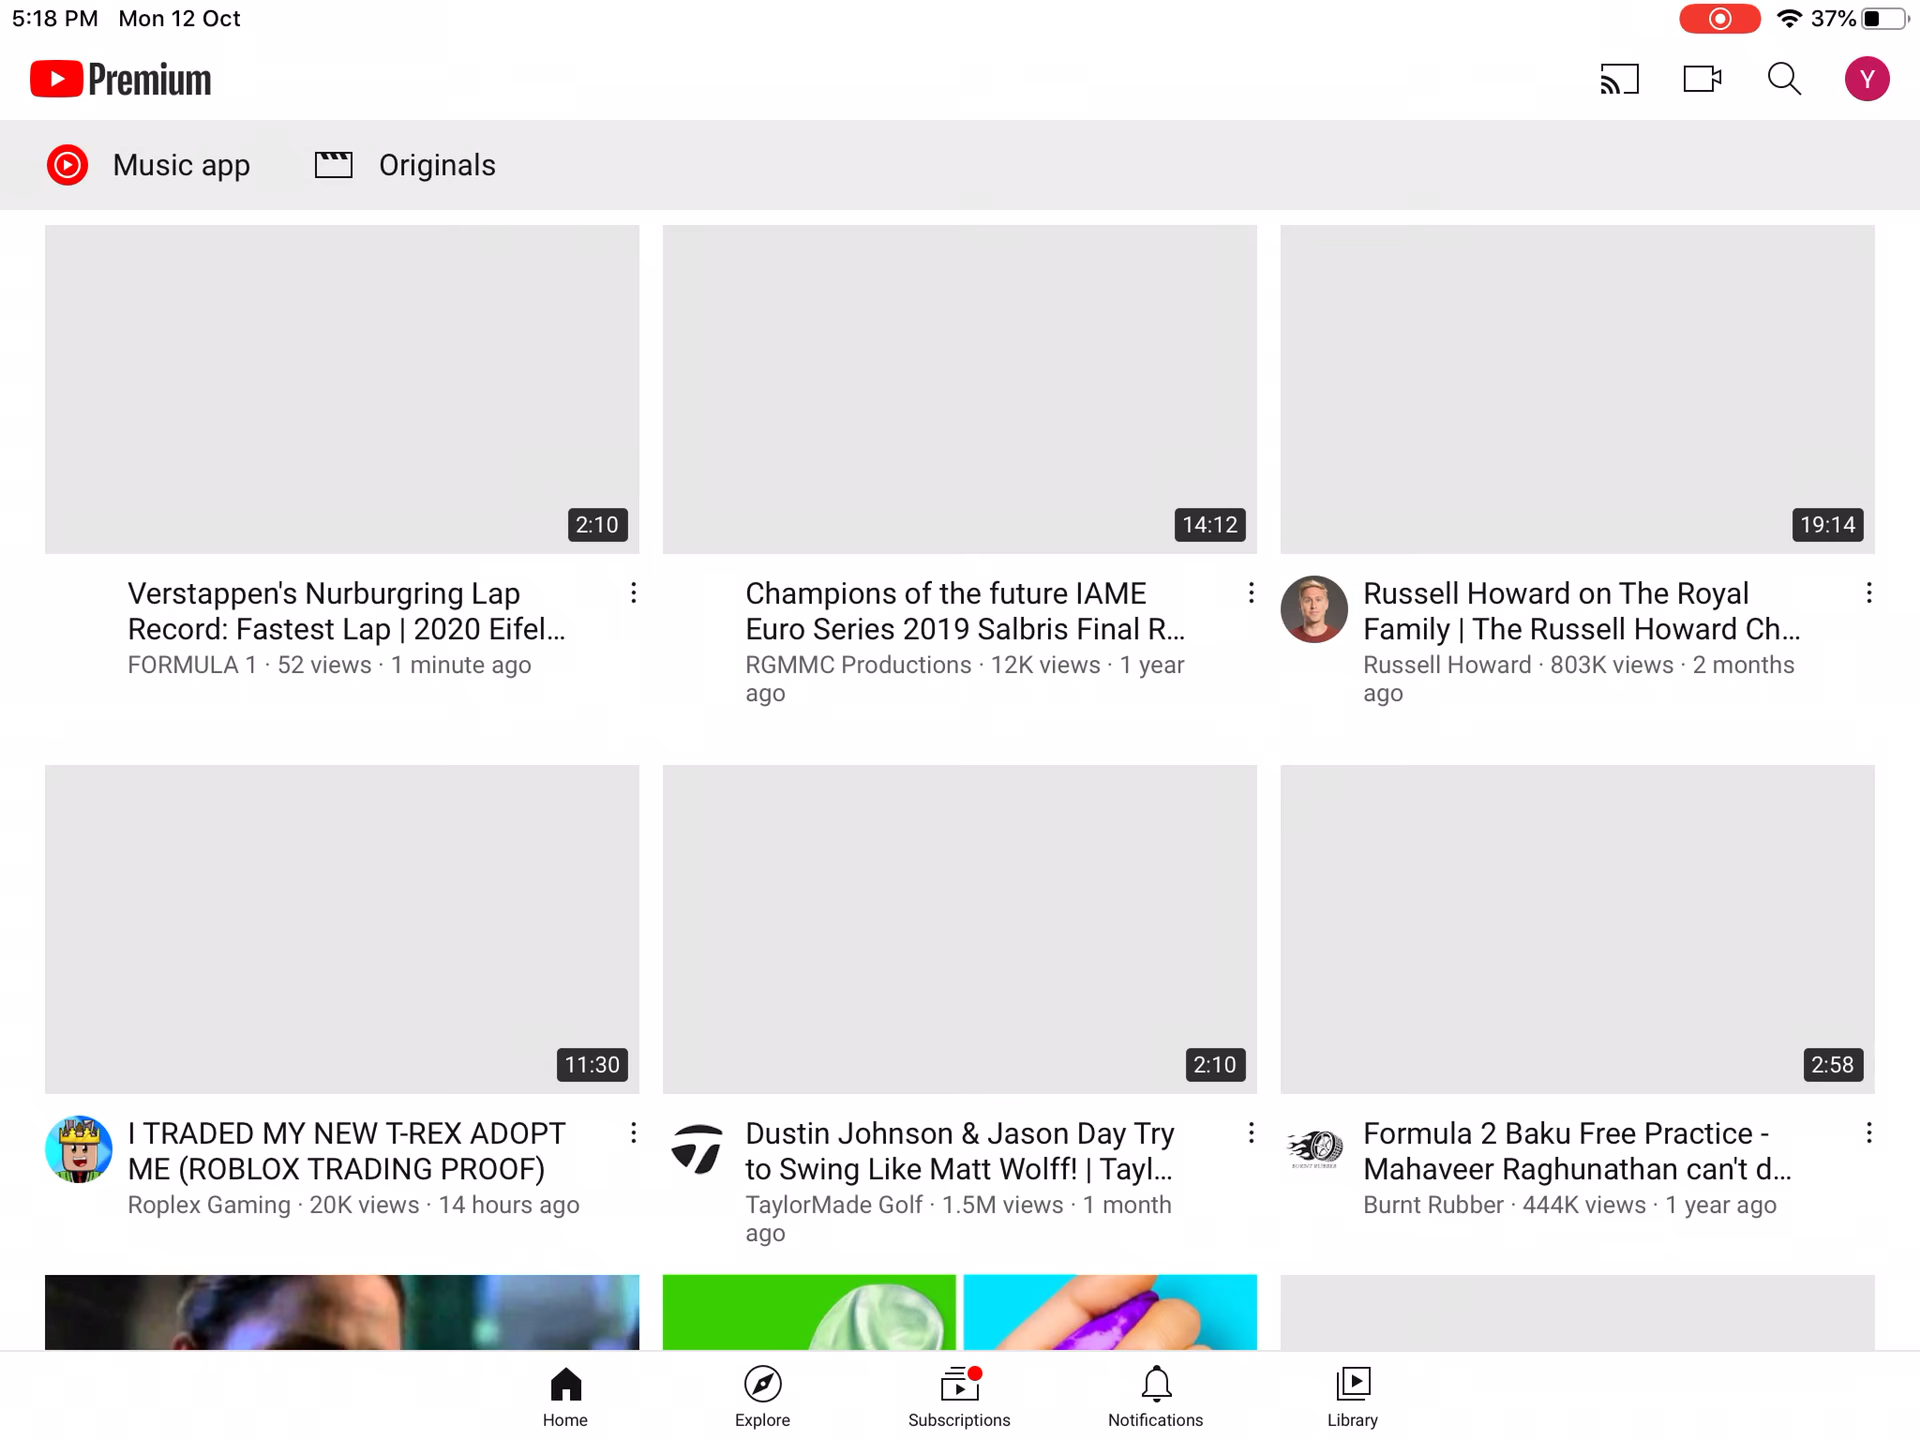 5:18 PM Mon 12 Oct
37%
Premium
Y
Music app
Originals
2:10
14:12
19:14
Verstappen's Nurburgring Lap
Record: Fastest Lap | 2020 Eifel...
FORMULA 1 · 52 views · 1 minute ago
Champions of the future IAME
Euro Series 2019 Salbris Final R...
RGMMC Productions · 12K views · 1 year
ago
Russell Howard on The Royal
Family | The Russell Howard Ch...
Russell Howard · 803K views · 2 months
ago
11:30
2:10
2:58
I TRADED MY NEW T-REX ADOPT
ME (ROBLOX TRADING PROOF)
Roplex Gaming · 20K views · 14 hours ago
Dustin Johnson & Jason Day Try
to Swing Like Matt Wolff! | Tayl...
TaylorMade Golf · 1.5M views · 1 month
ago
BURNT RUBBER
Formula 2 Baku Free Practice -
Mahaveer Raghunathan can't d...
Burnt Rubber · 444K views · 1 year ago
Home
Explore
Subscriptions
Notifications
Library